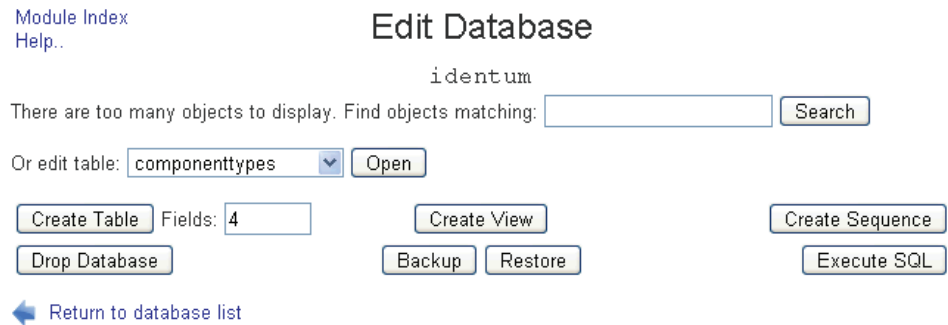 Module Index
Help..
Edit Database
identum
There are too many objects to display. Find objects matching: Search
Or edit table: componenttypes Open
Create Table Fields: 4 Create View Create Sequence
Drop Database Backup Restore Execute SQL
Return to database list